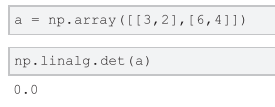 a = np.array([[3,2],[6,4]])
np.linalg.det(a)
0.0